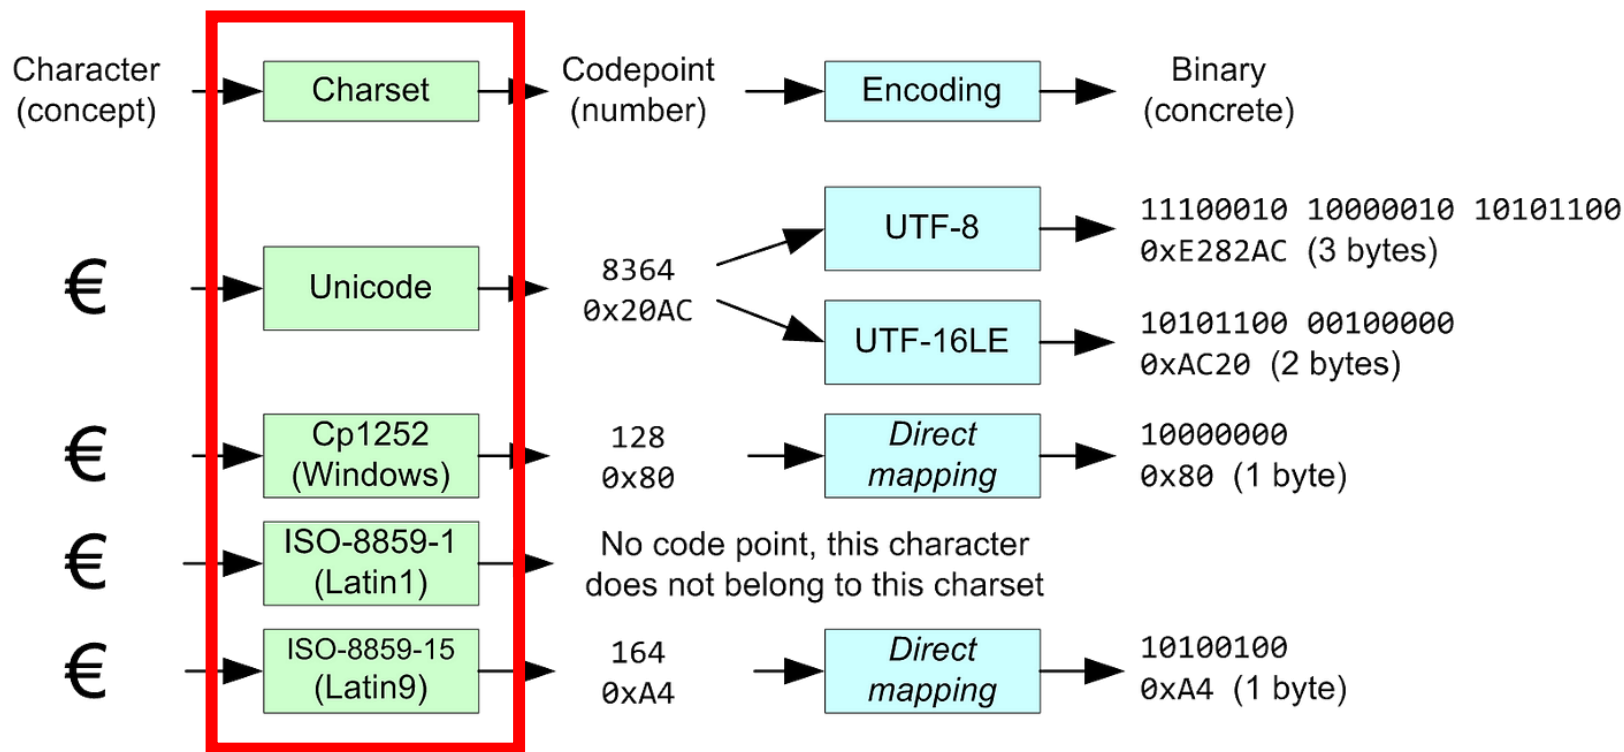 Character
(concept)
Charset
Codepoint
(number)
Encoding
Binary
(concrete)
€
Unicode
8364
0x20AC
UTF-8
11100010 10000010 10101100
0xE282AC (3 bytes)
UTF-16LE
10101100 00100000
0xAC20 (2 bytes)
€
Cp1252
(Windows)
128
0x80
Direct
mapping
10000000
0x80 (1 byte)
€
ISO-8859-1
(Latin1)
No code point, this character
does not belong to this charset
€
ISO-8859-15
(Latin9)
164
0xA4
Direct
mapping
10100100
0xA4 (1 byte)